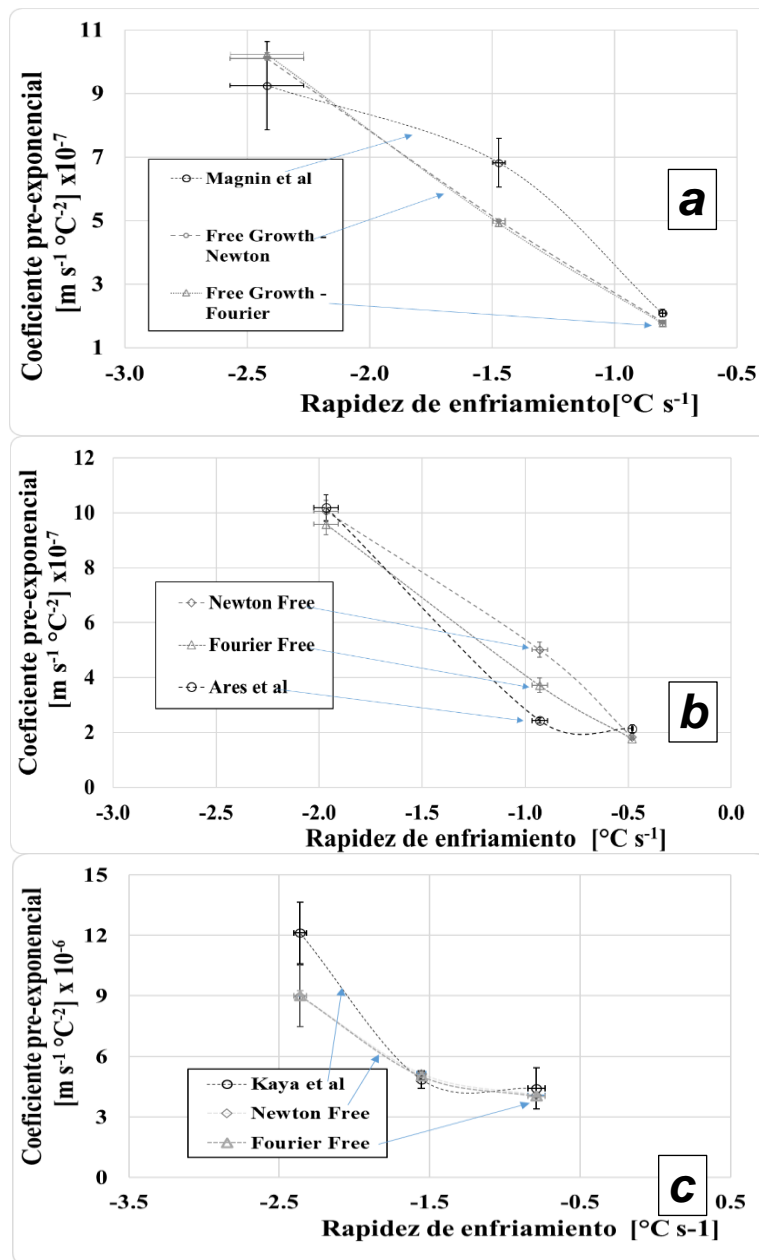 Coeficiente pre-exponencial
[m s-1 °C-2] x10-7
11
9
7
5
3
1
Magnin et al
Free Growth -
Newton
Free Growth -
Fourier
a
-3.0 -2.5 -2.0 -1.5 -1.0 -0.5
Rapidez de enfriamiento[°C s-1]
Coeficiente pre-exponencial
[m s-1 °C-2] x10-7
12
10
8
6
4
2
0
Newton Free
Fourier Free
Ares et al
b
-3.0 -2.5 -2.0 -1.5 -1.0 -0.5 0.0
Rapidez de enfriamiento [°C s-1]
Coeficiente pre-exponencial
[m s-1 °C-2] x 10-6
15
12
9
6
3
0
Kaya et al
Newton Free
Fourier Free
c
-3.5 -2.5 -1.5 -0.5 0.5
Rapidez de enfriamiento [°C s-1]